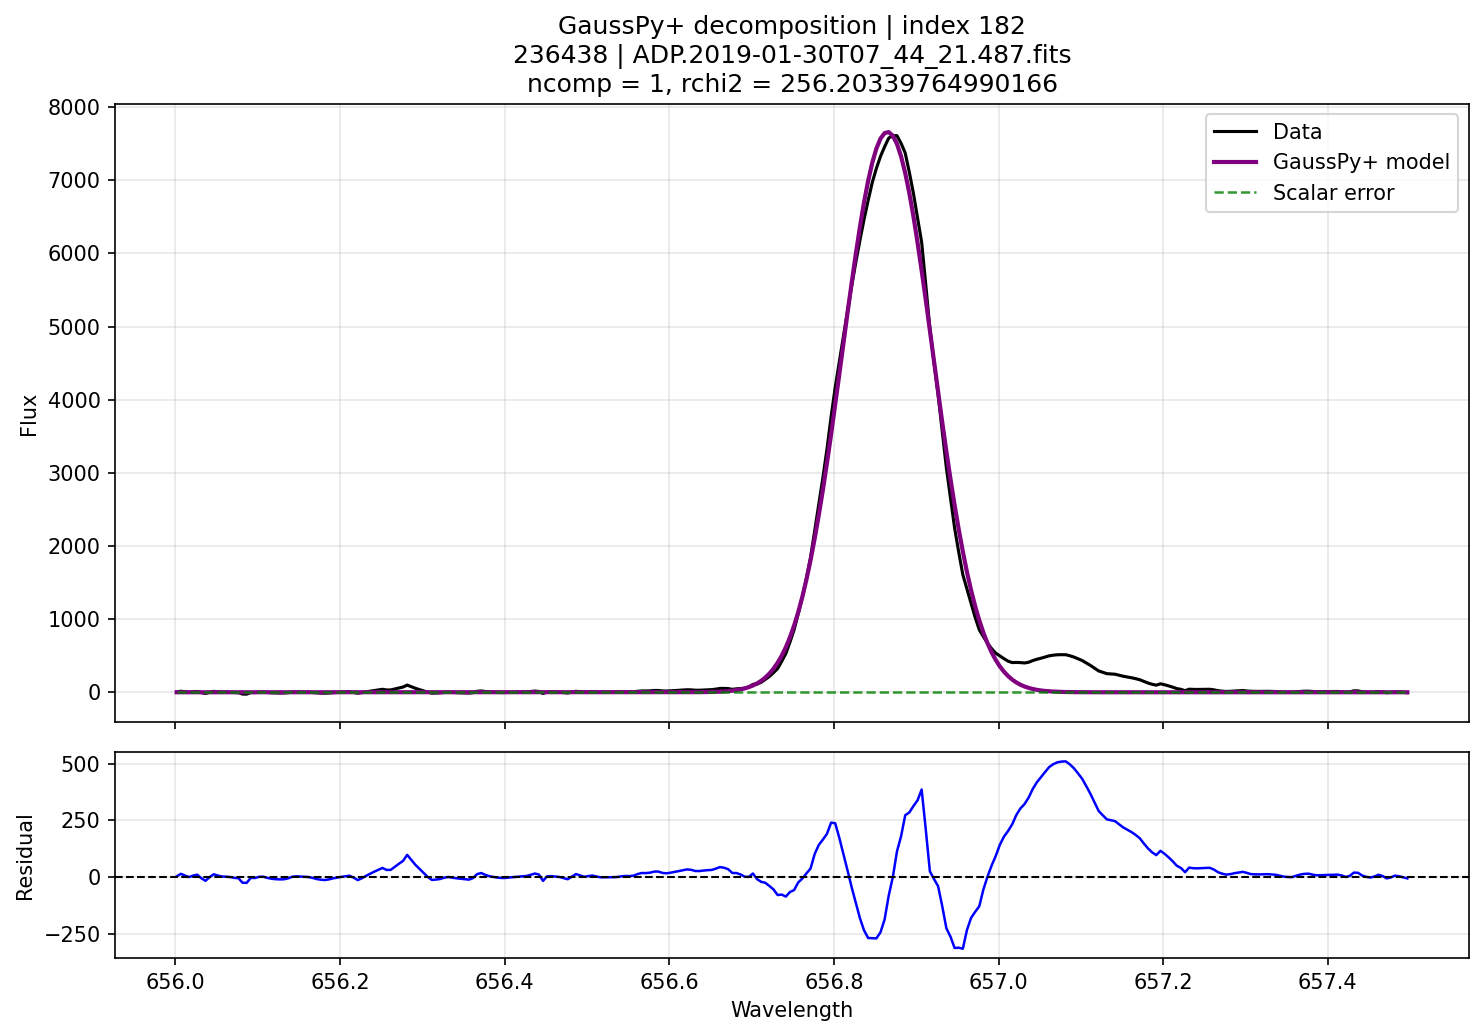 GaussPy+ decomposition | index 182
236438 | ADP.2019-01-30T07_44_21.487.fits
ncomp = 1, rchi2 = 256.20339764990166
8000
7000
6000
5000
4000
3000
2000
1000
0
Flux
Data
GaussPy+ model
Scalar error
500
250
0
−250
Residual
656.0 656.2 656.4 656.6 656.8 657.0 657.2 657.4
Wavelength